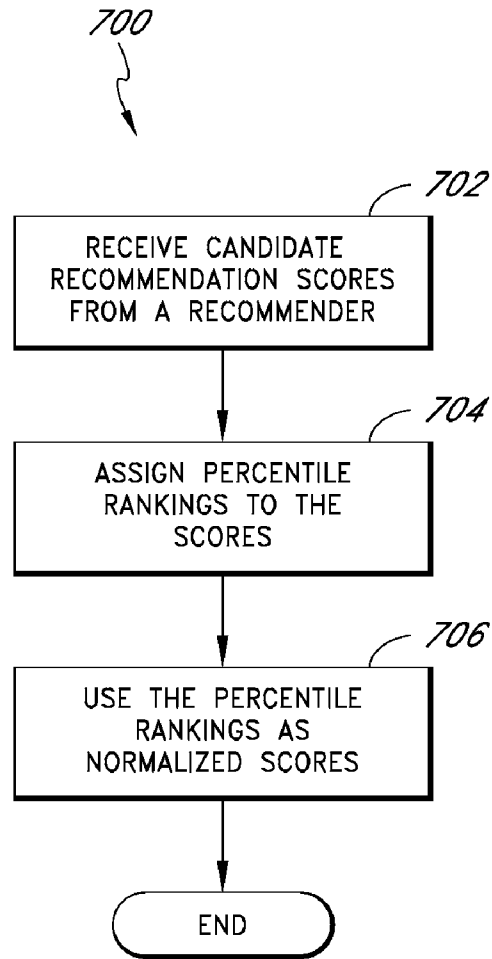 700
702
RECEIVE CANDIDATE
RECOMMENDATION SCORES
FROM A RECOMMENDER
704
ASSIGN PERCENTILE
RANKINGS TO THE
SCORES
706
USE THE PERCENTILE
RANKINGS AS
NORMALIZED SCORES
END